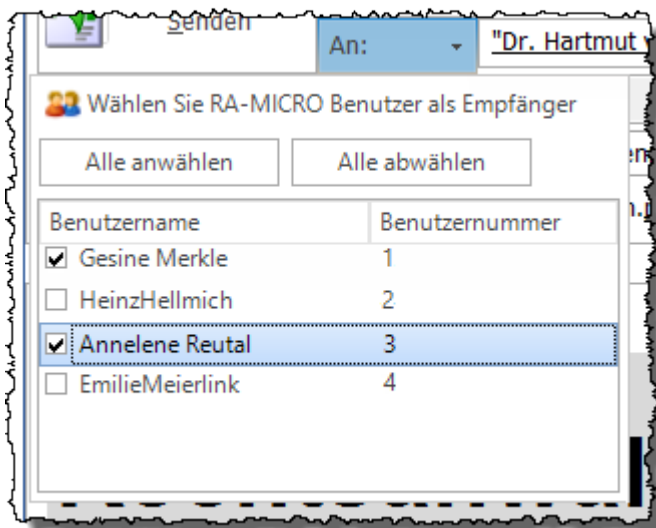 Senden
An:
"Dr. Hartmut
Wählen Sie RA-MICRO Benutzer als Empfänger
Alle anwählen Alle abwählen
Benutzername Benutzernummer
Gesine Merkle 1
HeinzHellmich 2
Annelene Reutal 3
EmilieMeierlink 4